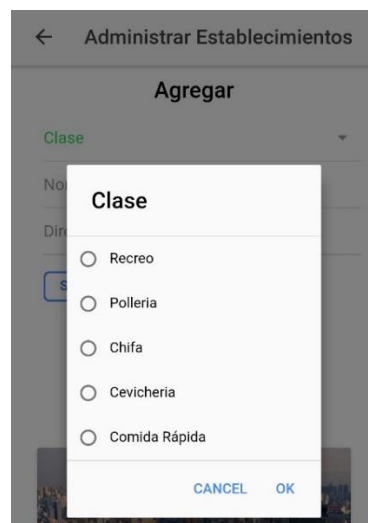 Administrar Establecimientos
Agregar
Clase
Clase
Recreo
Polleria
Chifa
Cevicheria
Comida Rápida
CANCEL OK